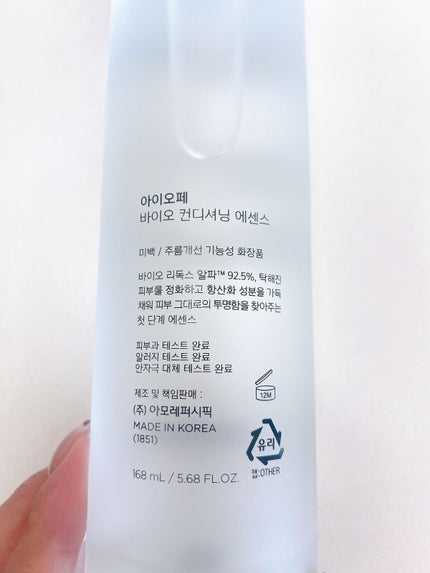 아이오페
바이오 컨디셔닝 에센스
미백 / 주름개선 기능성 화장품
바이오 리독스 알파™ 92.5%, 탁해진
피부를 정화하고 항산화 성분을 가득
채워 피부 그대로의 투명함을 찾아주는
첫 단계 에센스
피부과 테스트 완료
알러지 테스트 완료
안자극 대체 테스트 완료
제조 및 책임판매 :
(주) 아모레퍼시픽
MADE IN KOREA
(1851)
12M
유리
캡:OTHER
168 mL / 5.68 FL.OZ.